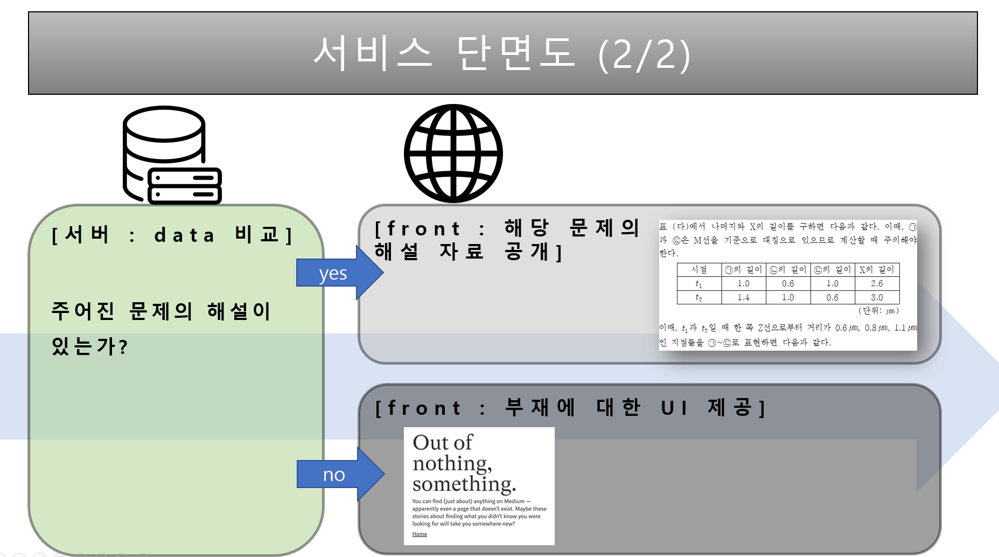 서비스 단면도 (2/2)
[서버 : data 비교]
주어진 문제의 해설이
있는가?
yes
[front : 해당 문제의
해설 자료 공개]
표 (다)에서 나머지와 X의 길이를 구하면 다음과 같다. 이때, ㉠
과 ㉢은 M선을 기준으로 대칭으로 있으므로 계산할 때 주의해야
한다.
시점 ㉠의 길이 ㉡의 길이 ㉢의 길이 X의 길이
t₁ 1.0 0.6 1.0 2.6
t₂ 1.4 1.0 0.6 3.0
(단위: ㎛)
이때, t₁과 t₂일 때 한 쪽 Z선으로부터 거리가 0.6㎛, 0.8㎛, 1.1㎛
인 지점들을 ㉠~㉢로 표현하면 다음과 같다.
no
[front : 부재에 대한 UI 제공]
Out of
nothing,
something.
You can find (just about) anything on Medium —
apparently even a page that doesn't exist. Maybe these
stories about finding what you didn't know you were
looking for will take you somewhere new?
Home